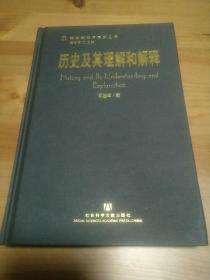 历史及其理解和解释
History and Its Understanding and
Explanation
著
社会科学文献出版社
SOCIAL SCIENCES ACADEMIC PRESS (CHINA)